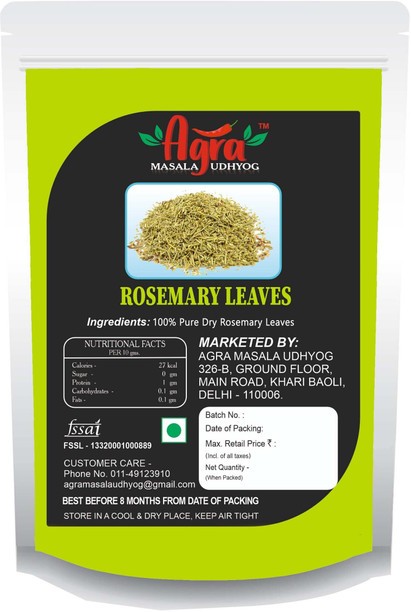 Agra™
MASALA UDHYOG
ROSEMARY LEAVES
Ingredients: 100% Pure Dry Rosemary Leaves
NUTRITIONAL FACTS
PER 10 gms.
Calories - 27 kcal
Sugar - 0 gm
Protein - 1 gm
Carbohydrates - 0.1 gm
Fats - 0.1 gm
MARKETED BY:
AGRA MASALA UDHYOG
326-B, GROUND FLOOR,
MAIN ROAD, KHARI BAOLI,
DELHI - 110006.
fssai
FSSL - 13320001000889
CUSTOMER CARE -
Phone No. 011-49123910
agramasalaudhyog@gmail.com
Batch No. :
Date of Packing:
Max. Retail Price ₹ :
(Incl. of all taxes)
Net Quantity -
(When Packed)
BEST BEFORE 8 MONTHS FROM DATE OF PACKING
STORE IN A COOL & DRY PLACE, KEEP AIR TIGHT